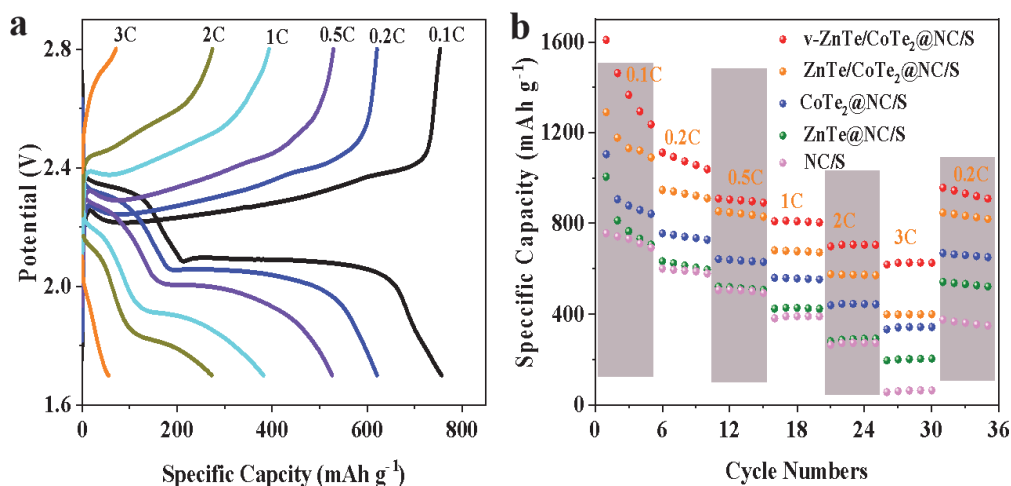 a
3C
2C
1C
0.5C
0.2C
0.1C
2.8
2.4
2.0
1.6
Potential (V)
0
200
400
600
800
Specific Capcity (mAh g⁻¹)
b
1600
1200
800
400
0
Speccific Capacity (mAh g⁻¹)
v-ZnTe/CoTe₂@NC/S
ZnTe/CoTe₂@NC/S
CoTe₂@NC/S
ZnTe@NC/S
NC/S
0.1C
0.2C
0.5C
1C
2C
3C
0.2C
0
6
12
18
24
30
36
Cycle Numbers